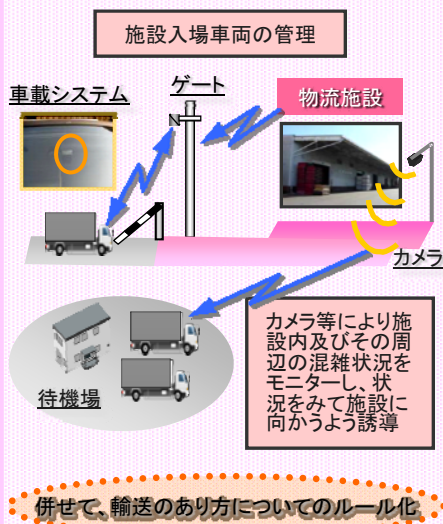 施設入場車両の管理
車載システム
ゲート
物流施設
カメラ
カメラ等により施
設内及びその周
辺の混雑状況を
モニターし、状
況をみて施設に
向かうよう誘導
待機場
併せて、輸送のあり方についてのルール化